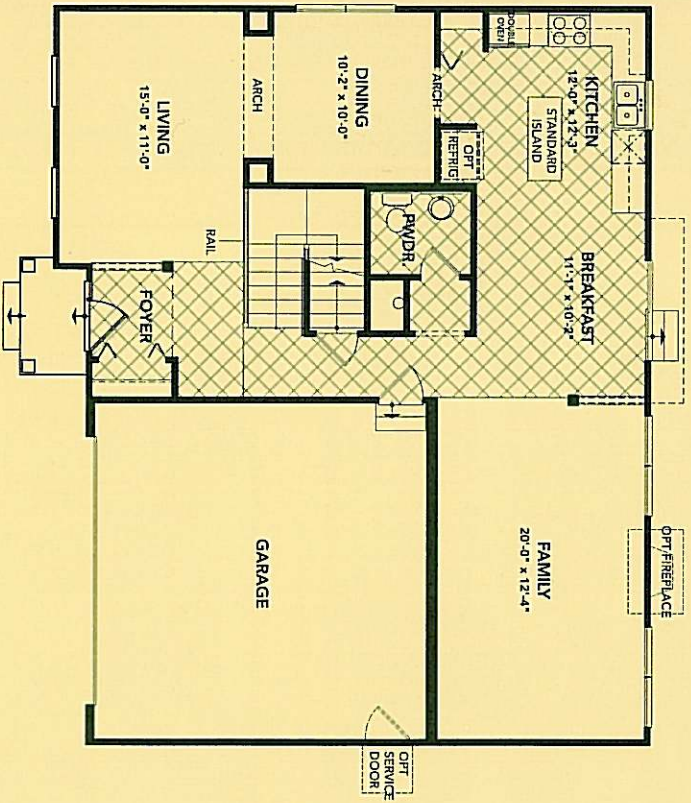 DOUBLE
OVEN
KITCHEN
12'-0" x 12'-3"
STANDARD
ISLAND
OPT
REFRIG
ARCH
DINING
10'-2" x 10'-0"
ARCH
LIVING
15'-0" x 11'-0"
BREAKFAST
11'-1" x 10'-2"
PWDR
RAIL
FOYER
OPT FIREPLACE
FAMILY
20'-0" x 12'-4"
GARAGE
OPT
SERVICE
DOOR